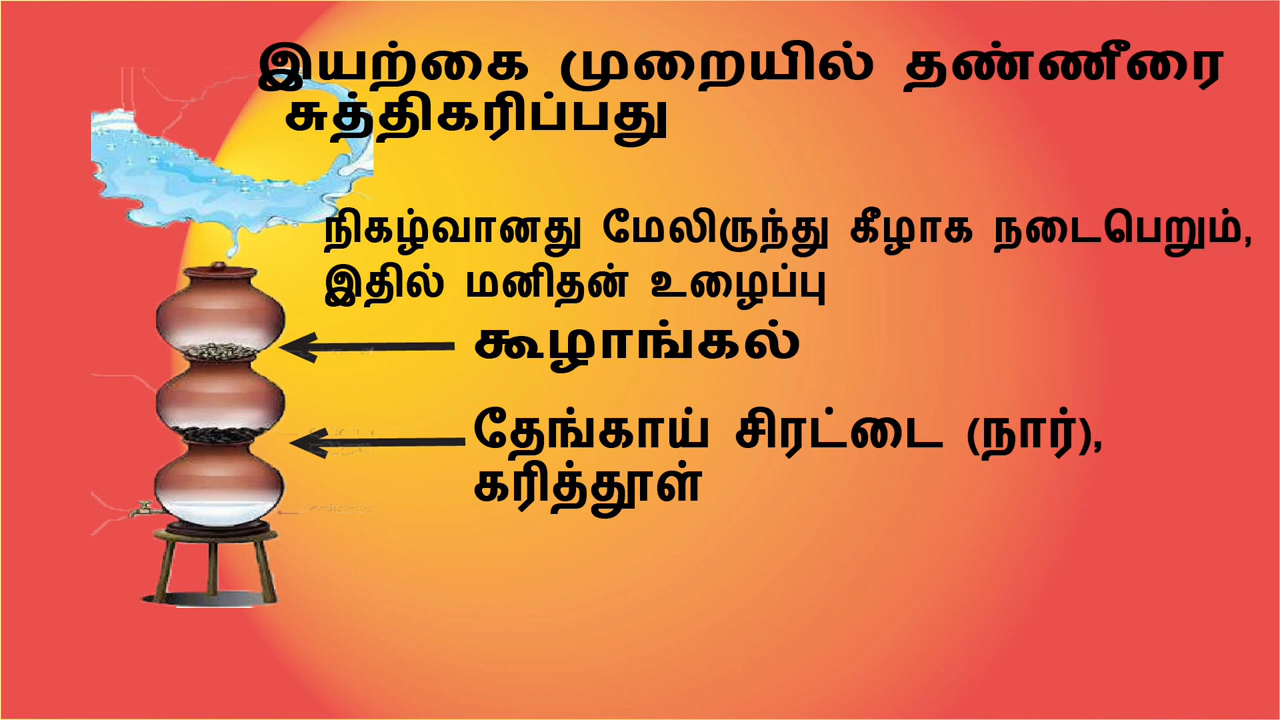 இயற்கை முறையில் தண்ணீரை
சுத்திகரிப்பது
நிகழ்வானது மேலிருந்து கீழாக நடைபெறும்,
இதில் மனிதன் உழைப்பு
கூழாங்கல்
தேங்காய் சிரட்டை (நார்),
கரித்தூள்